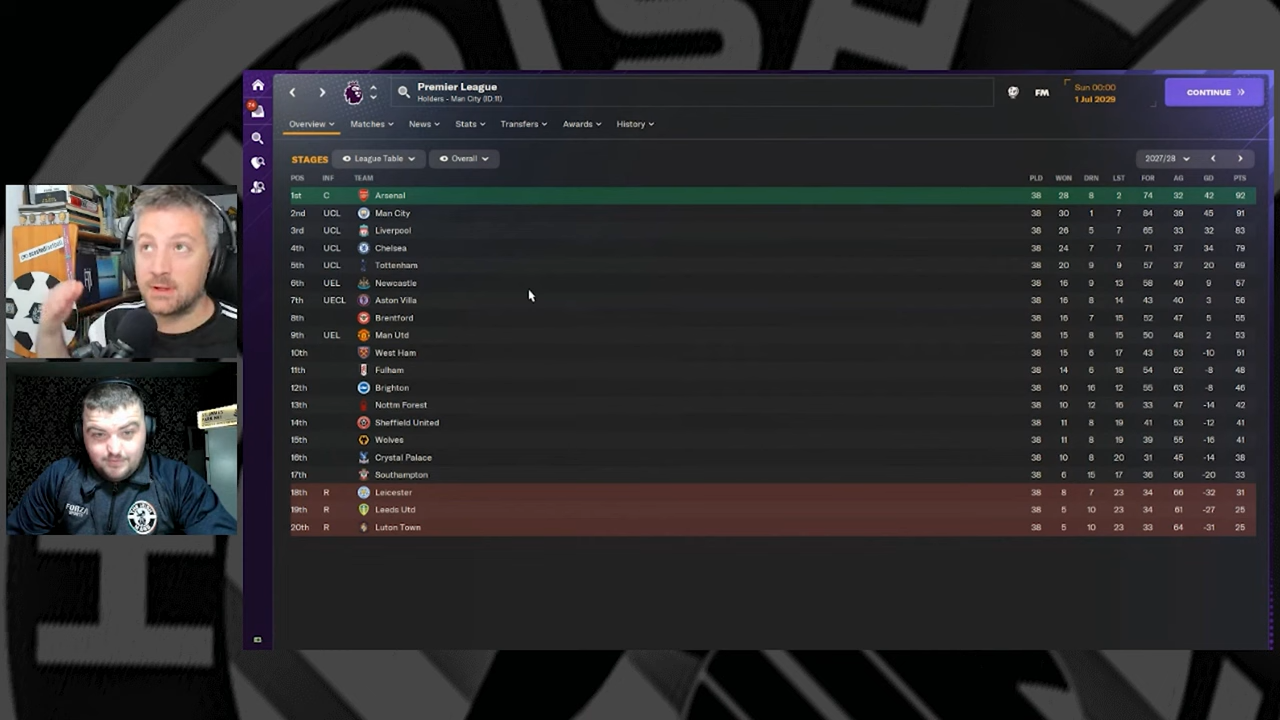 Premier League
Holders - Man City (ID:11)
FM
Sun 00:00
1 Jul 2029
CONTINUE
Overview
Matches
News
Stats
Transfers
Awards
History
STAGES
League Table
Overall
2027/28
POS INF TEAM PLD WON DRN LST FOR AG GD PTS
1st C Arsenal 38 28 8 2 74 32 42 92
2nd UCL Man City 38 30 1 7 84 39 45 91
3rd UCL Liverpool 38 26 5 7 65 33 32 83
4th UCL Chelsea 38 24 7 7 71 37 34 79
5th UCL Tottenham 38 20 9 9 57 37 20 69
6th UEL Newcastle 38 16 9 13 58 49 9 57
7th UECL Aston Villa 38 16 8 14 43 40 3 56
8th Brentford 38 16 7 15 52 47 5 55
9th UEL Man Utd 38 15 8 15 50 48 2 53
10th West Ham 38 15 6 17 43 53 -10 51
11th Fulham 38 14 6 18 54 62 -8 48
12th Brighton 38 10 16 12 55 63 -8 46
13th Nottm Forest 38 10 12 16 33 47 -14 42
14th Sheffield United 38 11 8 19 41 53 -12 41
15th Wolves 38 11 8 19 39 55 -16 41
16th Crystal Palace 38 10 8 20 31 45 -14 38
17th Southampton 38 6 15 17 36 56 -20 33
18th R Leicester 38 8 7 23 34 66 -32 31
19th R Leeds Utd 38 5 10 23 34 61 -27 25
20th R Luton Town 38 5 10 23 33 64 -31 25
FORZA